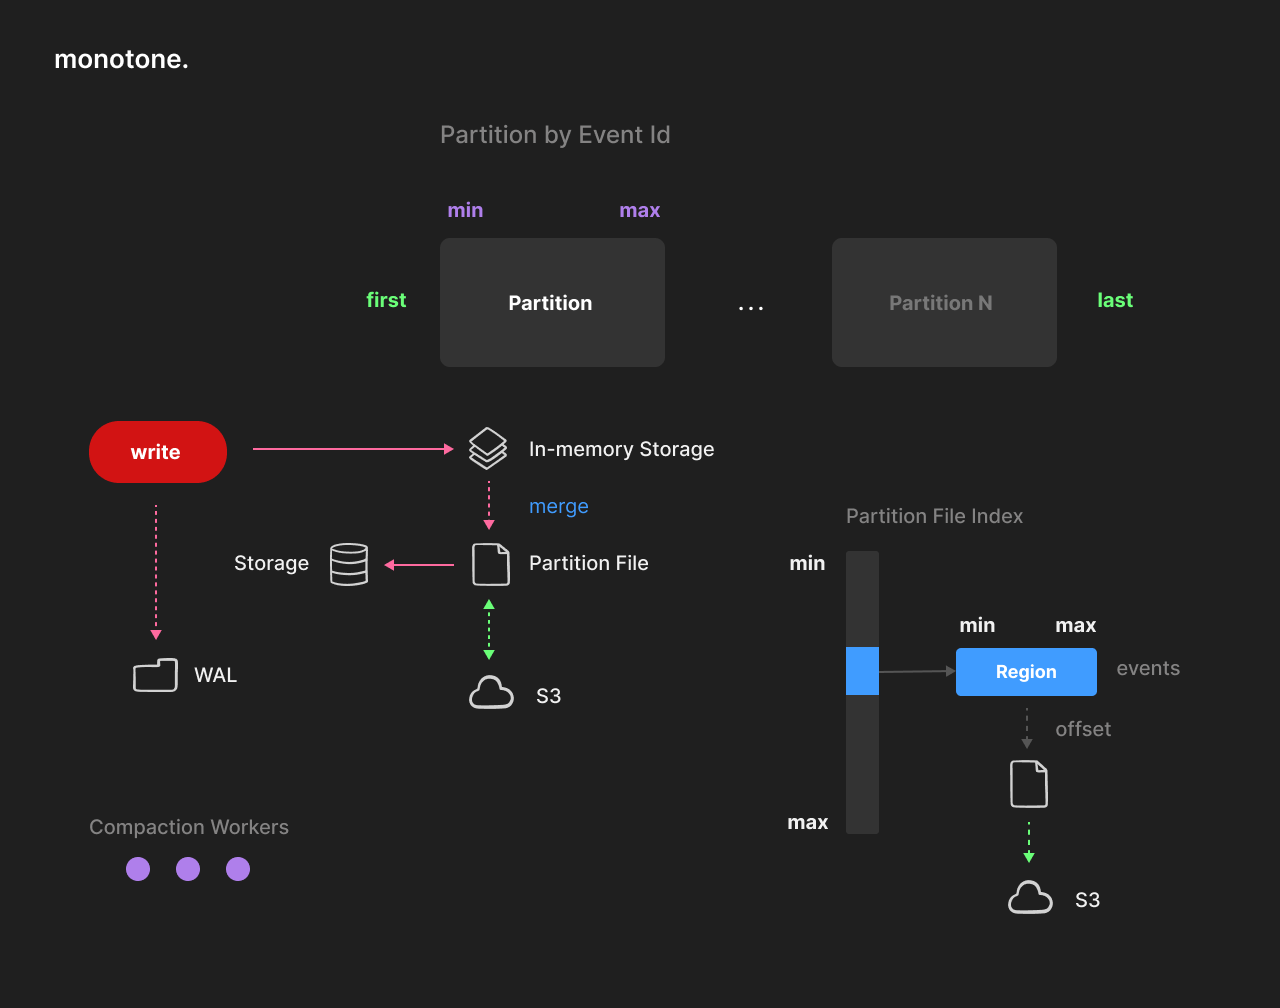 monotone.
Partition by Event Id
min max
first Partition ... Partition N last
write In-memory Storage
merge
Storage Partition File
WAL
S3
Compaction Workers
Partition File Index
min
min max
Region events
offset
max
S3